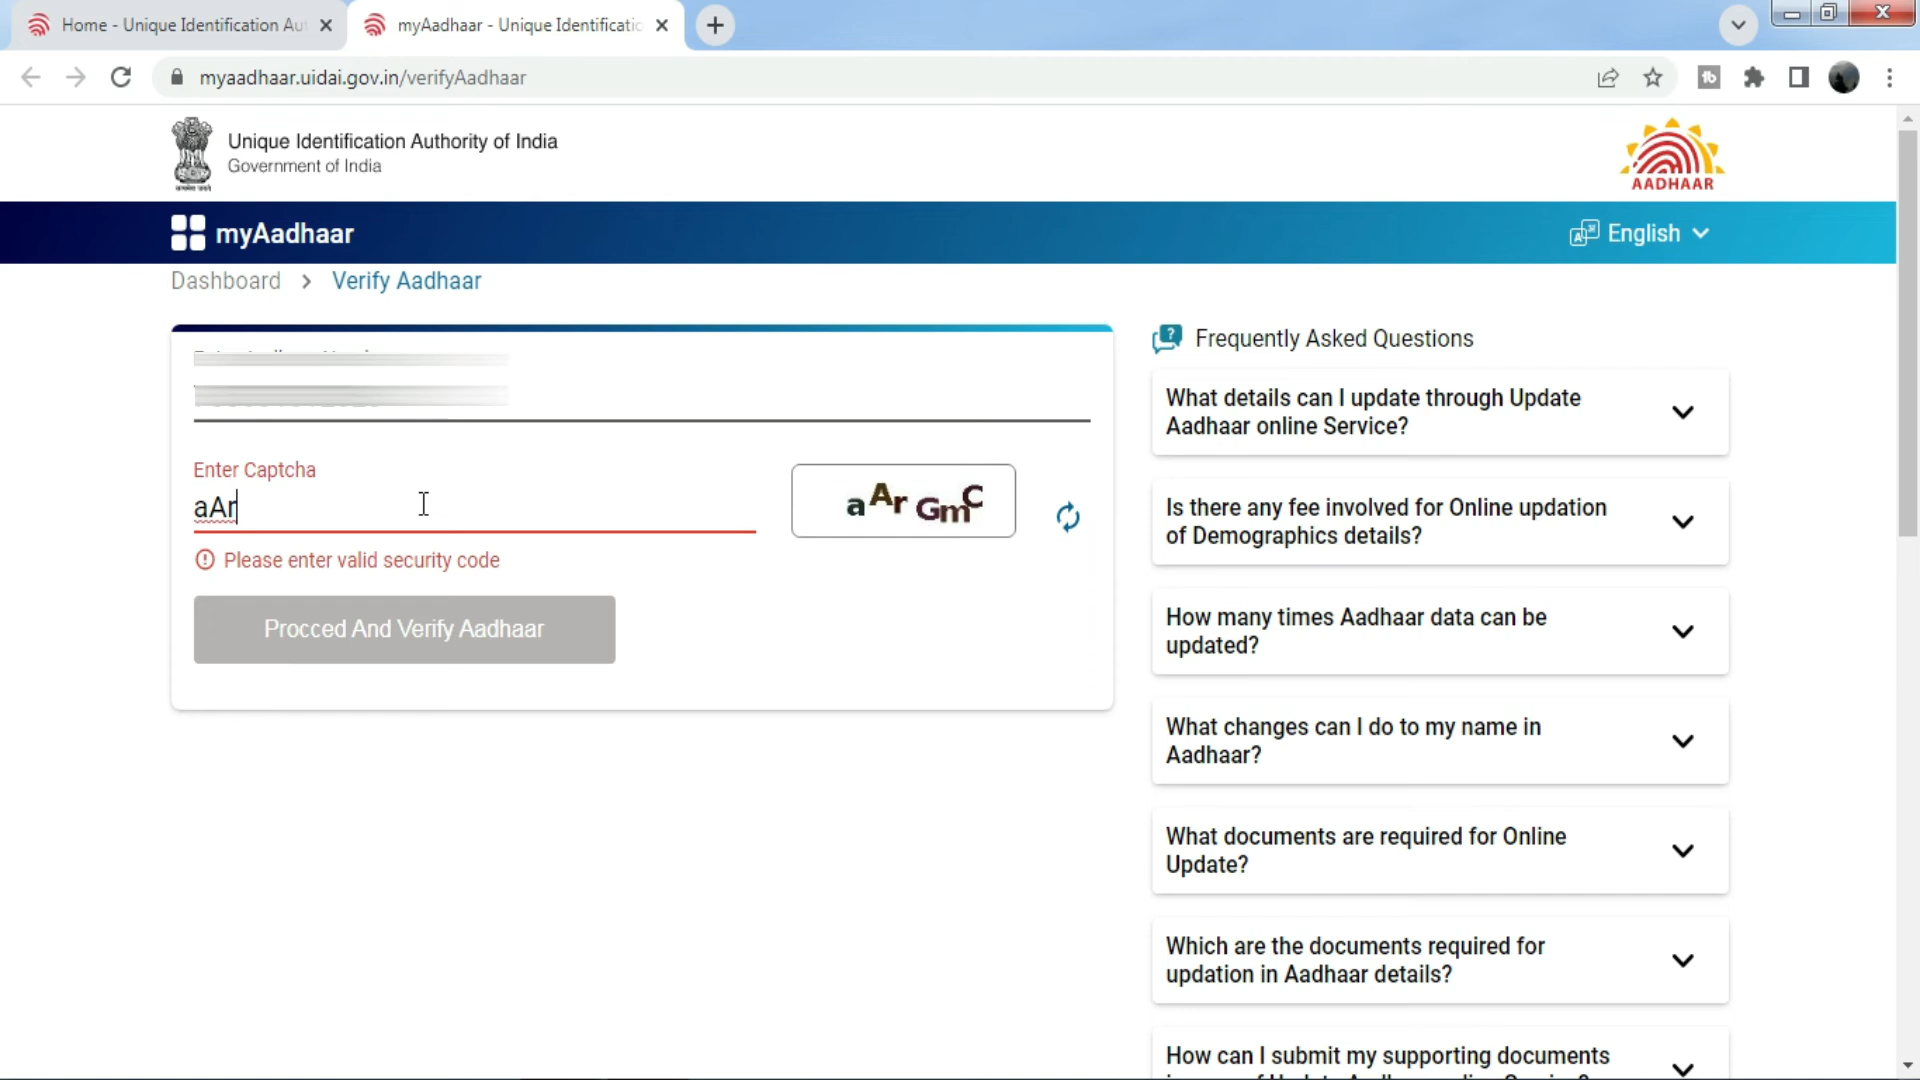 Home - Unique Identification Au
myAadhaar - Unique Identificatio
myaadhaar.uidai.gov.in/verifyAadhaar
Unique Identification Authority of India
Government of India
AADHAAR
myAadhaar
English
Dashboard > Verify Aadhaar
Enter Captcha
aAr
aArGmC
Please enter valid security code
Procced And Verify Aadhaar
Frequently Asked Questions
What details can I update through Update
Aadhaar online Service?
Is there any fee involved for Online updation
of Demographics details?
How many times Aadhaar data can be
updated?
What changes can I do to my name in
Aadhaar?
What documents are required for Online
Update?
Which are the documents required for
updation in Aadhaar details?
How can I submit my supporting documents